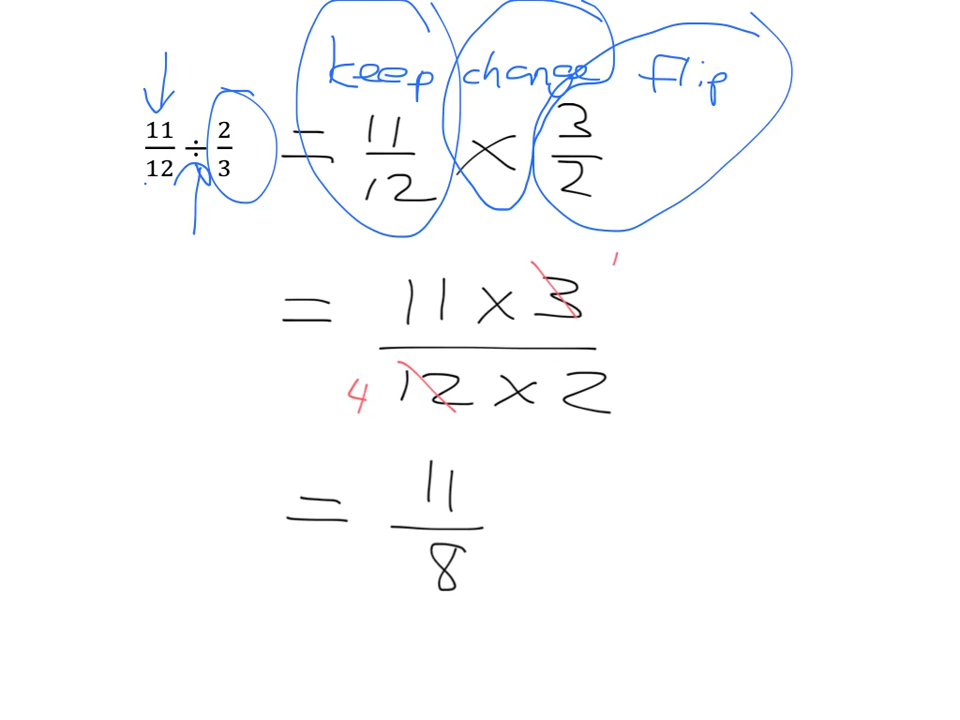 keep change flip
11/12 ÷ 2/3 = 11/12 × 3/2
= 11 × 3 1
4 12 × 2
= 11/8